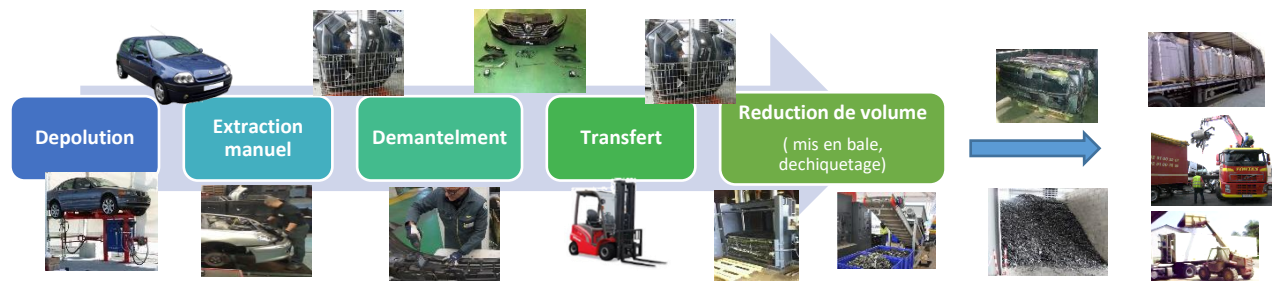 Depolution
Extraction
manuel
Demantelment
Transfert
Reduction de volume
( mis en bale,
dechiquetage)